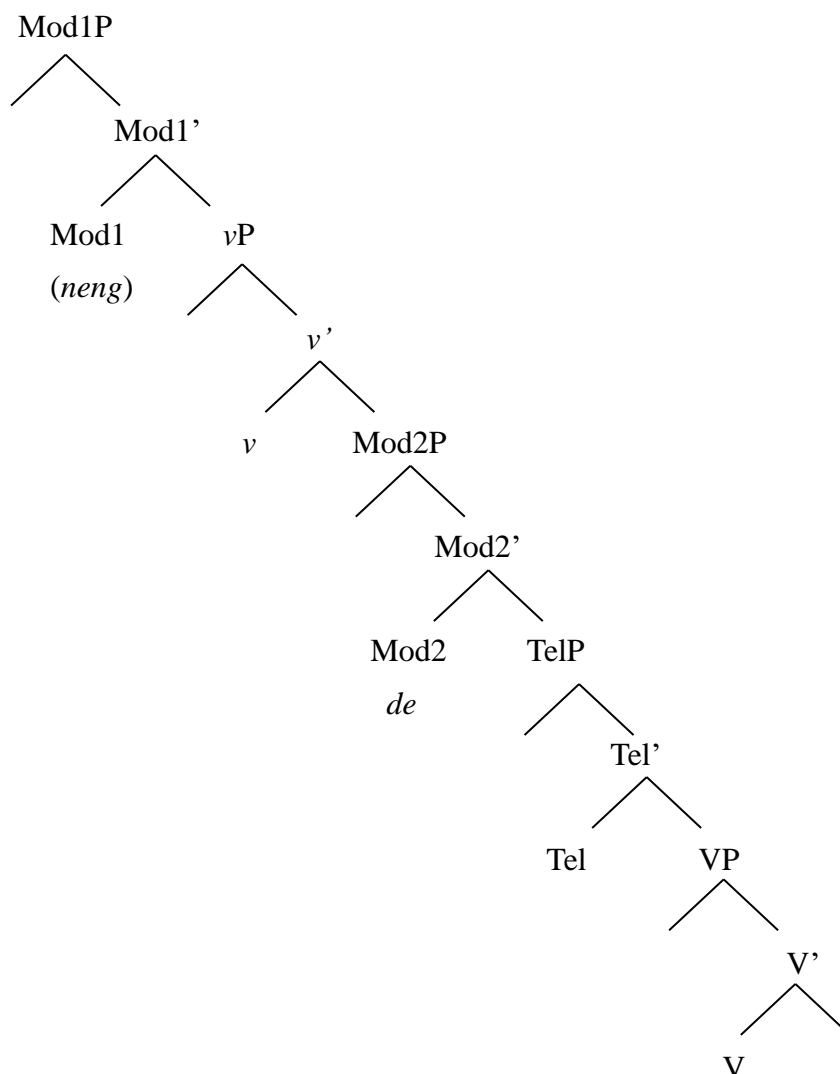 Mod1P
Mod1’
Mod1 vP
(neng)
v’
v Mod2P
Mod2’
Mod2 TelP
de
Tel’
Tel VP
V’
V